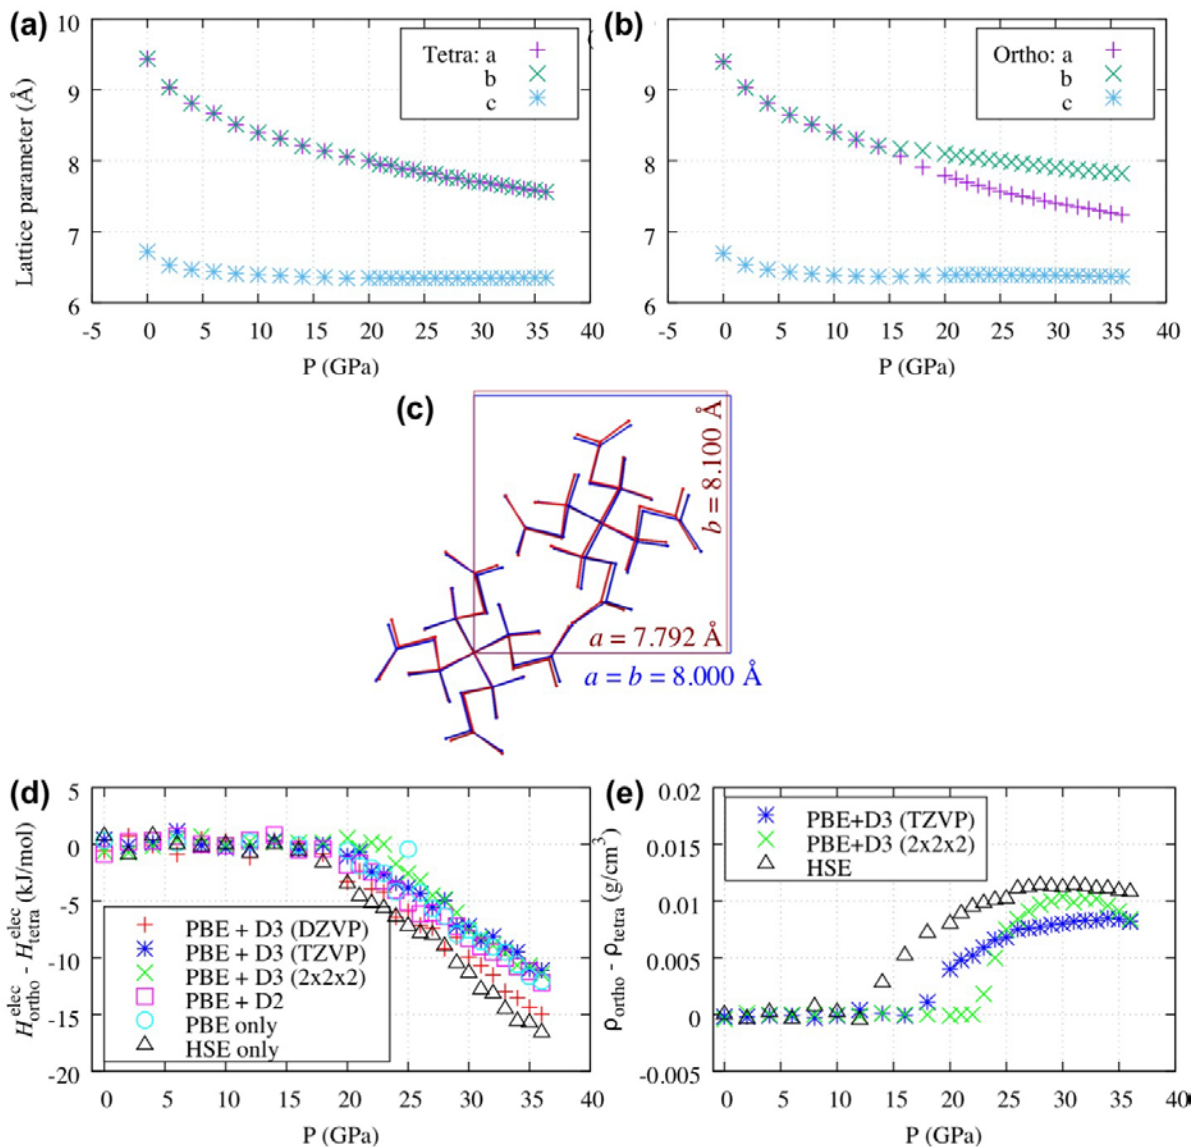 (a)
Lattice parameter (Å)
10
9
8
7
6
Tetra: a
b
c
-5 0 5 10 15 20 25 30 35 40
P (GPa)
(b)
10
9
8
7
6
Ortho: a
b
c
-5 0 5 10 15 20 25 30 35 40
P (GPa)
(c)
b = 8.100 Å
a = 7.792 Å
a = b = 8.000 Å
(d)
H^elec_ortho - H^elec_tetra (kJ/mol)
5
0
-5
-10
-15
-20
PBE + D3 (DZVP)
PBE + D3 (TZVP)
PBE + D3 (2x2x2)
PBE + D2
PBE only
HSE only
0 5 10 15 20 25 30 35 40
P (GPa)
(e)
ρortho - ρtetra (g/cm³)
0.02
0.015
0.01
0.005
0
-0.005
PBE+D3 (TZVP)
PBE+D3 (2x2x2)
HSE
0 5 10 15 20 25 30 35 40
P (GPa)